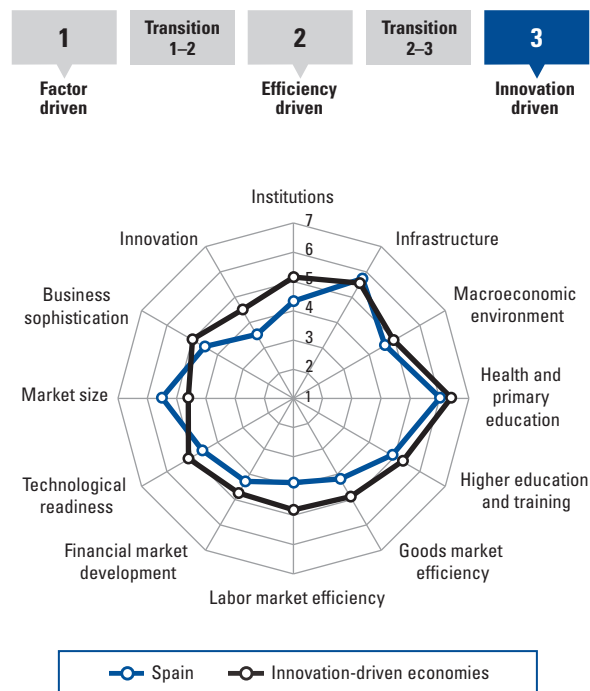 1
Transition
1–2
2
Transition
2–3
3
Factor
driven
Efficiency
driven
Innovation
driven
Institutions
7
Innovation
Infrastructure
6
5
Business
sophistication
Macroeconomic
environment
4
3
2
Market size
1
Health and
primary
education
Technological
readiness
Higher education
and training
Financial market
development
Goods market
efficiency
Labor market efficiency
Spain
Innovation-driven economies